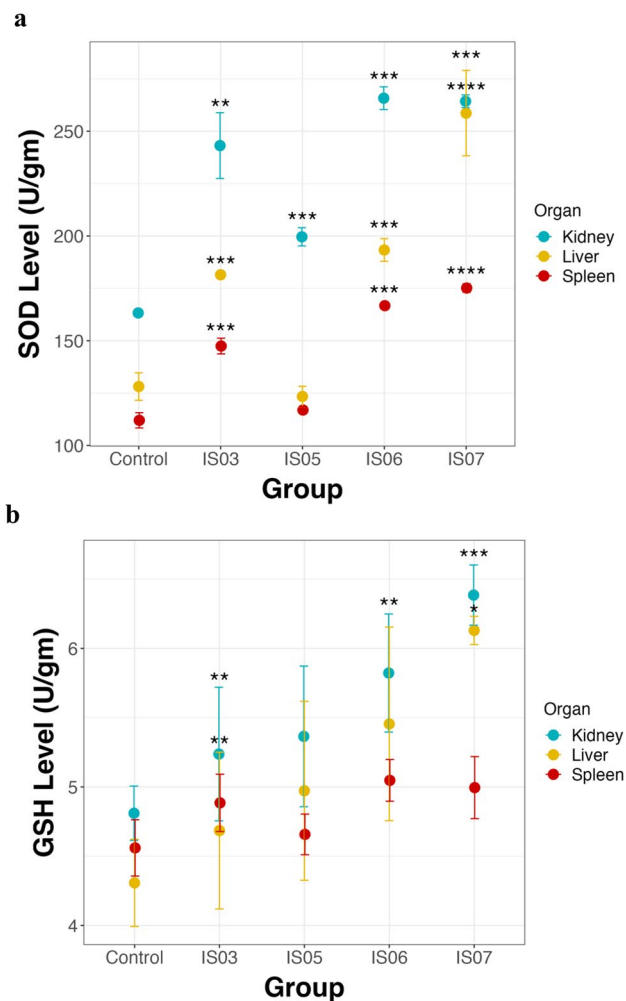 a
SOD Level (U/gm)
250
200
150
100
***
**
***
****
***
***
***
****
***
***
Control IS03 IS05 IS06 IS07
Group
Organ
Kidney
Liver
Spleen
b
GSH Level (U/gm)
6
5
4
***
**
*
**
**
Control IS03 IS05 IS06 IS07
Group
Organ
Kidney
Liver
Spleen